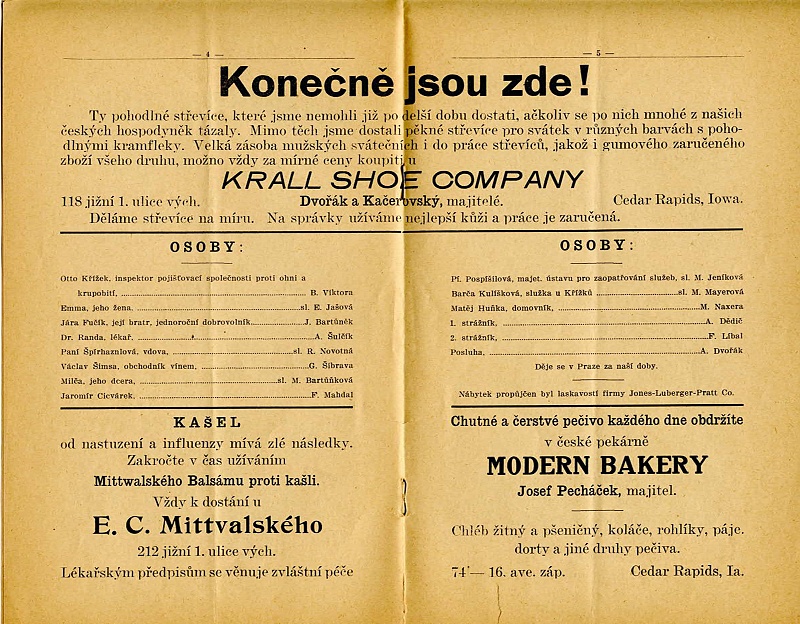 — 4 —
— 5 —
Konečně jsou zde!
Ty pohodlné střevíce, které jsme nemohli již po delší dobu dostati, ačkoliv se po nich mnohé z našich
českých hospodyněk tázaly. Mimo těch jsme dostali pěkné střevíce pro svátek v různých barvách s poho-
dlnými kramfleky. Velká zásoba mužských svátečních i do práce střevíců, jakož i gumového zaručeného
zboží všeho druhu, možno vždy za mírné ceny koupiti u
KRALL SHOE COMPANY
118 jižní 1. ulice vých. Dvořák a Kačerovský, majitelé. Cedar Rapids, Iowa.
Děláme střevíce na míru. Na správky užíváme nejlepší kůži a práce je zaručená.
OSOBY:
Otto Křížek, inspektor pojišťovací společnosti proti ohni a
krupobití, B. Viktora
Emma, jeho žena, sl. E. Jašová
Jára Fučík, její bratr, jednoroční dobrovolník, J. Bartůněk
Dr. Randa, lékař, A. Šulčík
Paní Špirhaznlová, vdova, sl. R. Novotná
Václav Šimsa, obchodník vínem, G. Šibrava
Milča, jeho dcera, sl. M. Bartůňková
Jaromír Cicvárek, F. Mahdal
KAŠEL
od nastuzení a influenzy mívá zlé následky.
Zakročte v čas užíváním
Mittwalského Balsámu proti kašli.
Vždy k dostání u
E. C. Mittvalského
212 jižní 1. ulice vých.
Lékařským předpisům se věnuje zvláštní péče
OSOBY:
Pí. Pospíšilová, majet. ústavu pro zaopatřování služeb, sl. M. Jeníková
Barča Kulíšková, služka u Křížků sl. M. Mayerová
Matěj Huňka, domovník, M. Naxera
1. strážník, A. Dědič
2. strážník, F. Líbal
Posluha, A. Dvořák
Děje se v Praze za naší doby.
Nábytek propůjčen byl laskavostí firmy Jones-Luberger-Pratt Co.
Chutné a čerstvé pečivo každého dne obdržíte
v české pekárně
MODERN BAKERY
Josef Pecháček, majitel.
Chléb žitný a pšeničný, koláče, rohlíky, páje.
dorty a jiné druhy pečiva.
74 — 16. ave. záp. Cedar Rapids, Ia.